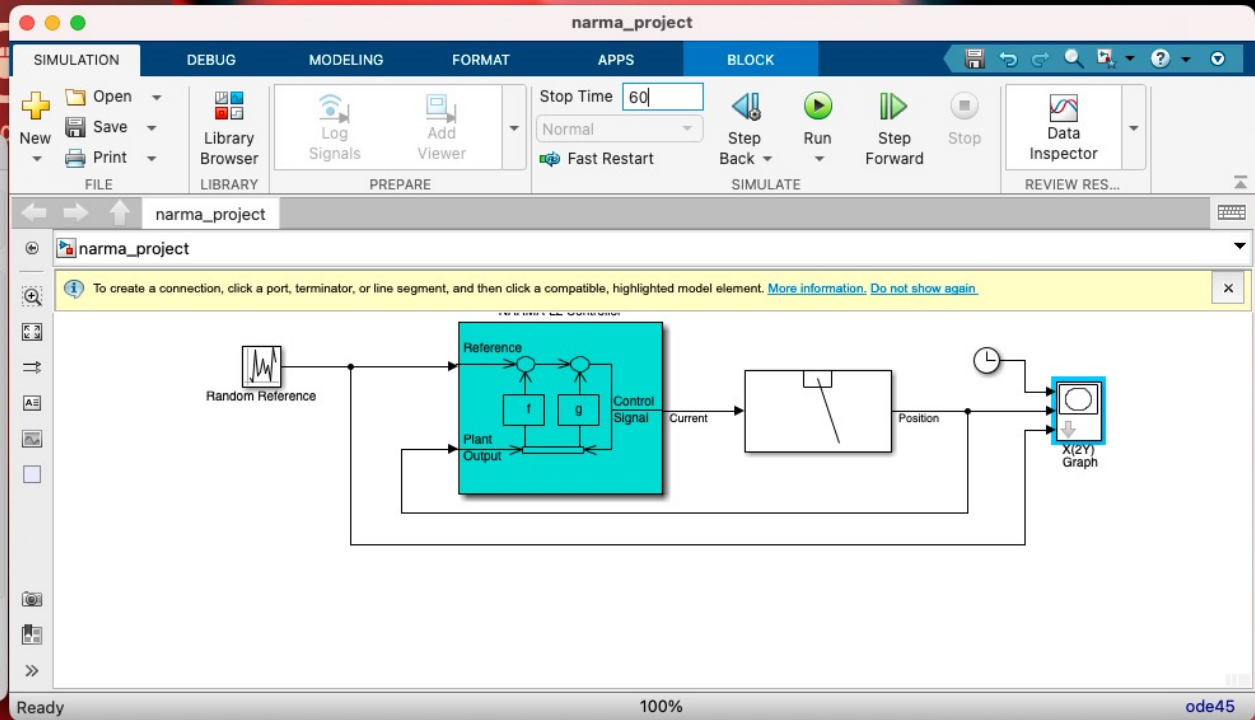 narma_project
SIMULATION DEBUG MODELING FORMAT APPS BLOCK
New
Open
Save
Print
FILE
Library
Browser
LIBRARY
Log
Signals
Add
Viewer
PREPARE
Stop Time 60
Normal
Fast Restart
Step
Back
Run
Step
Forward
Stop
SIMULATE
Data
Inspector
REVIEW RES...
narma_project
narma_project
To create a connection, click a port, terminator, or line segment, and then click a compatible, highlighted model element. More information. Do not show again
Random Reference
Reference
f
g
Control
Signal
Plant
Output
Current
Position
X(2Y)
Graph
Ready
100%
ode45